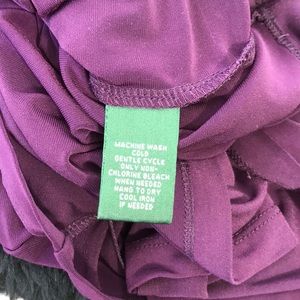 MACHINE WASH
COLD
GENTLE CYCLE
ONLY NON-
CHLORINE BLEACH
WHEN NEEDED
HANG TO DRY
COOL IRON
IF NEEDED